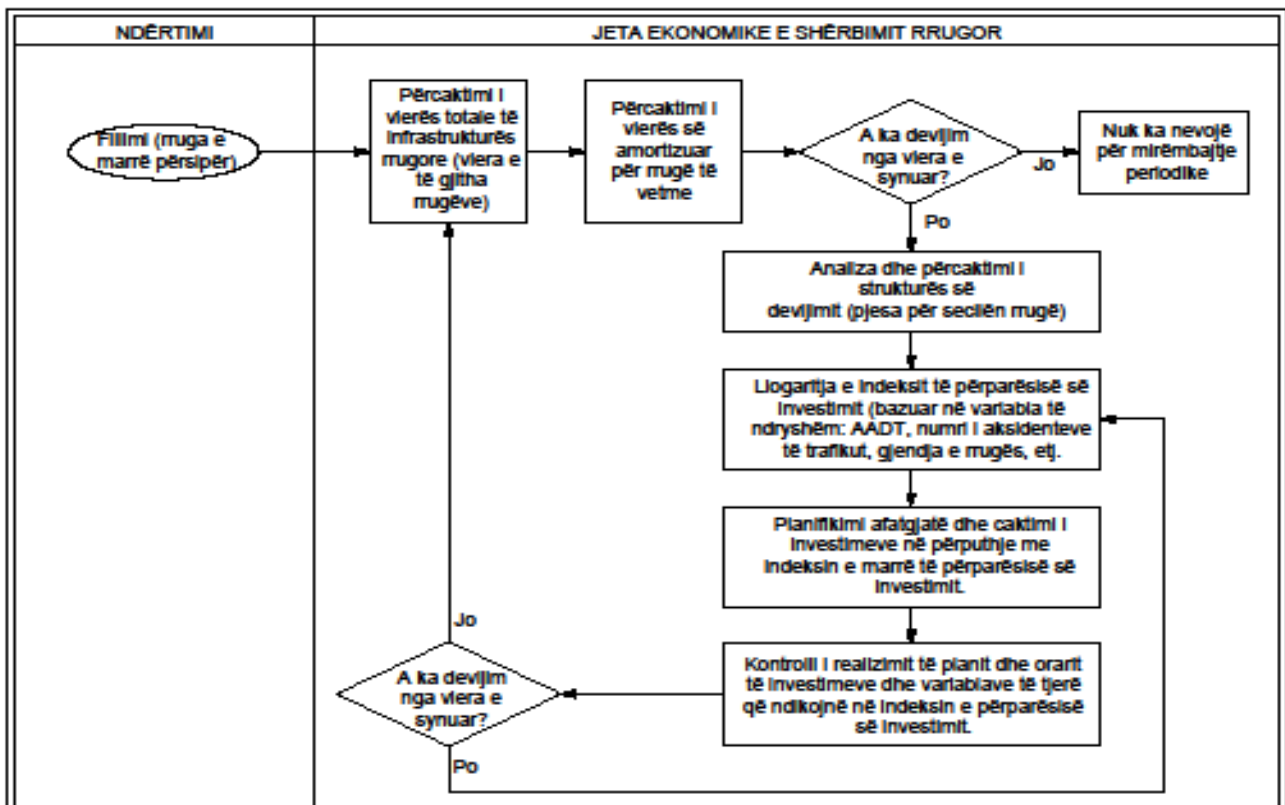 NDËRTIMI
JETA EKONOMIKE E SHËRBIMIT RRUGOR
Fillimi (rruga e
marrë përsipër)
Përcaktimi i
vlerës totale të
infrastrukturës
rrugore (vlera e
të gjitha
rrugëve)
Përcaktimi i
vlerës së
amortizuar
për rrugë të
vetme
A ka devijim
nga vlera e
synuar?
Jo
Nuk ka nevojë
për mirëmbajtje
periodike
Po
Analiza dhe përcaktimi i
strukturës së
devijimit (pjesa për secilën rrugë)
Llogaritja e indeksit të përparësisë së
investimit (bazuar në variabla të
ndryshëm: AADT, numri i aksidenteve
të trafikut, gjendja e rrugës, etj.
Planifikimi afatgjatë dhe caktimi i
investimeve në përputhje me
indeksin e marrë të përparësisë së
investimit.
Kontrolli i realizimit të planit dhe orarit
të investimeve dhe variablave të tjerë
që ndikojnë në indeksin e përparësisë
së investimit.
Jo
A ka devijim
nga vlera e
synuar?
Po